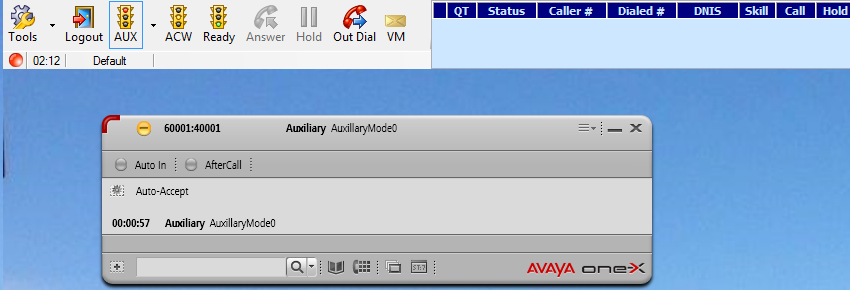 QT Status Caller # Dialed # DNIS Skill Call Hold
Tools Logout AUX ACW Ready Answer Hold Out Dial VM
02:12 Default
60001:40001 Auxiliary AuxillaryMode0
Auto In AfterCall
Auto-Accept
00:00:57 Auxiliary AuxillaryMode0
AVAYA one-X